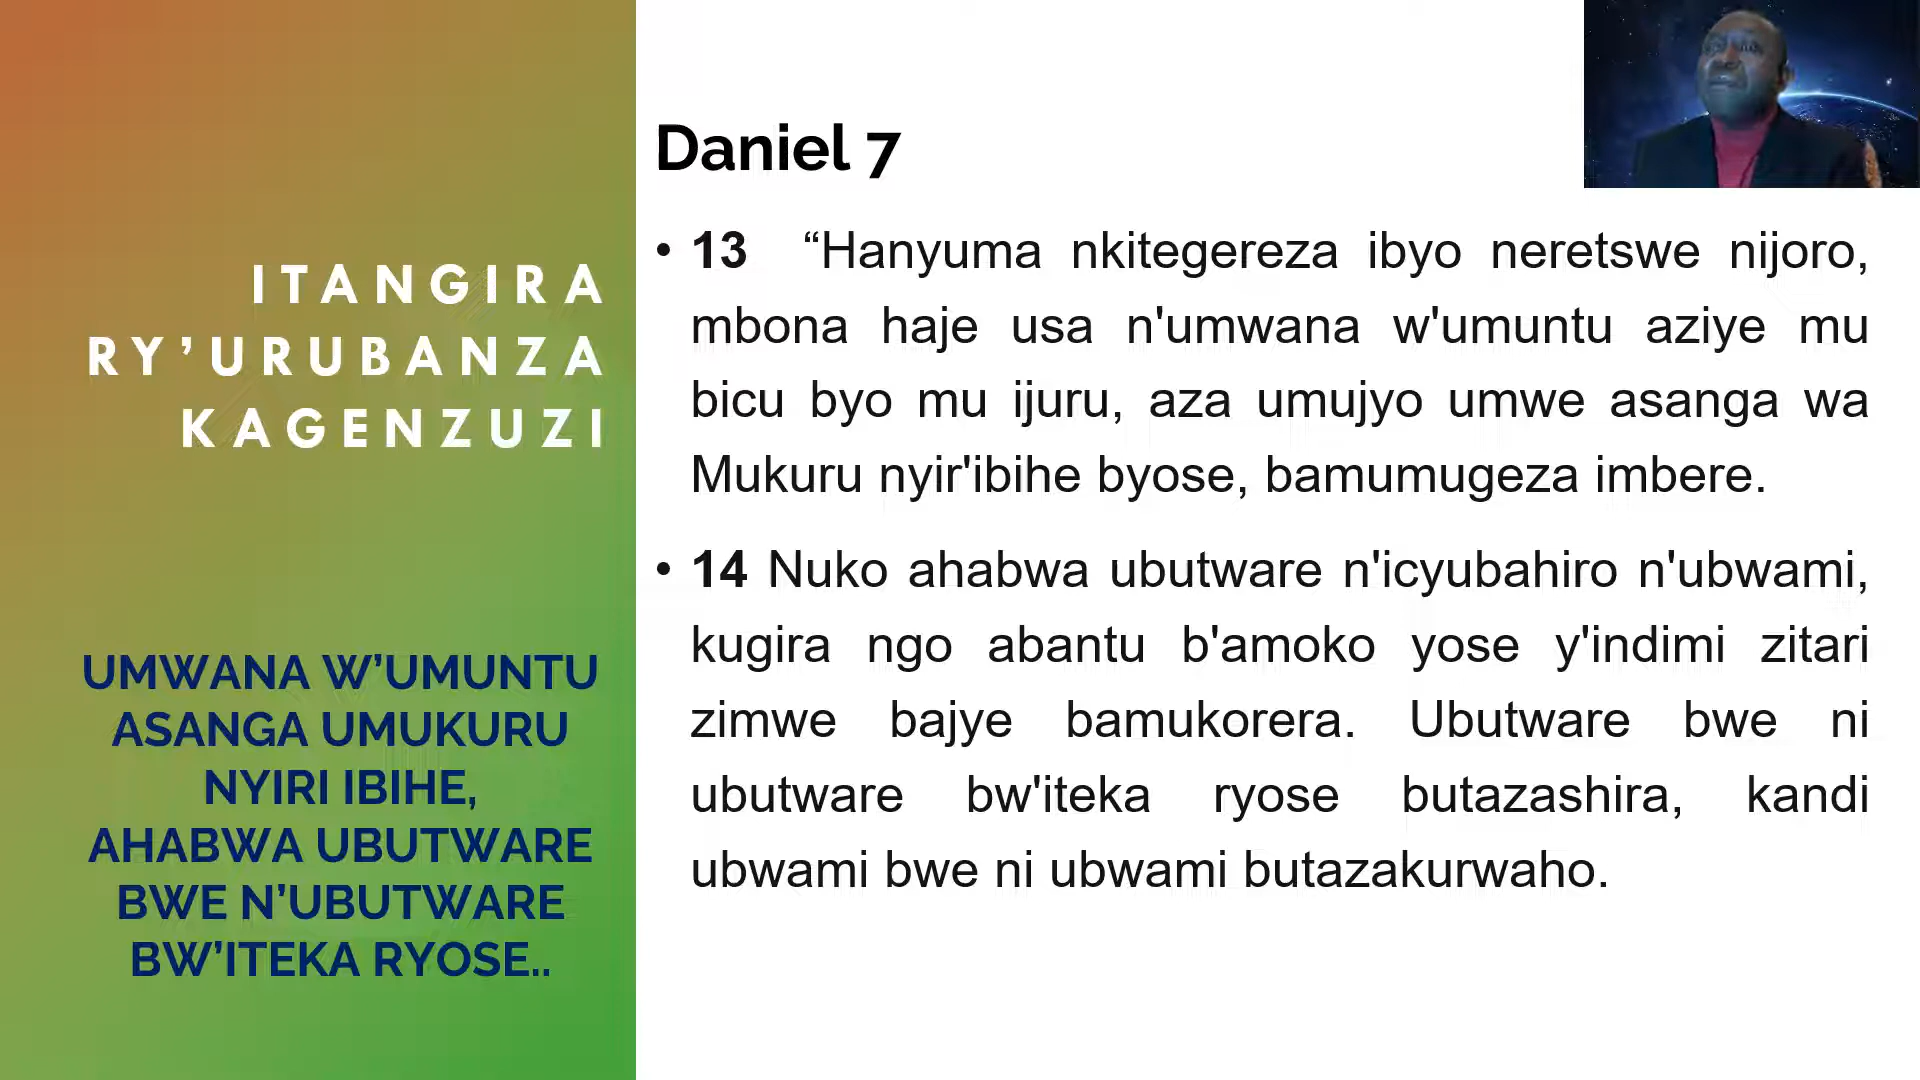 ITANGIRA
RY’URUBANZA
KAGENZUZI
UMWANA W’UMUNTU
ASANGA UMUKURU
NYIRI IBIHE,
AHABWA UBUTWARE
BWE N’UBUTWARE
BW’ITEKA RYOSE..
Daniel 7
• 13 “Hanyuma nkitegereza ibyo neretswe nijoro,
mbona haje usa n'umwana w'umuntu aziye mu
bicu byo mu ijuru, aza umujyo umwe asanga wa
Mukuru nyir'ibihe byose, bamumugeza imbere.
• 14 Nuko ahabwa ubutware n'icyubahiro n'ubwami,
kugira ngo abantu b'amoko yose y'indimi zitari
zimwe bajye bamukorera. Ubutware bwe ni
ubutware bw'iteka ryose butazashira, kandi
ubwami bwe ni ubwami butazakurwaho.